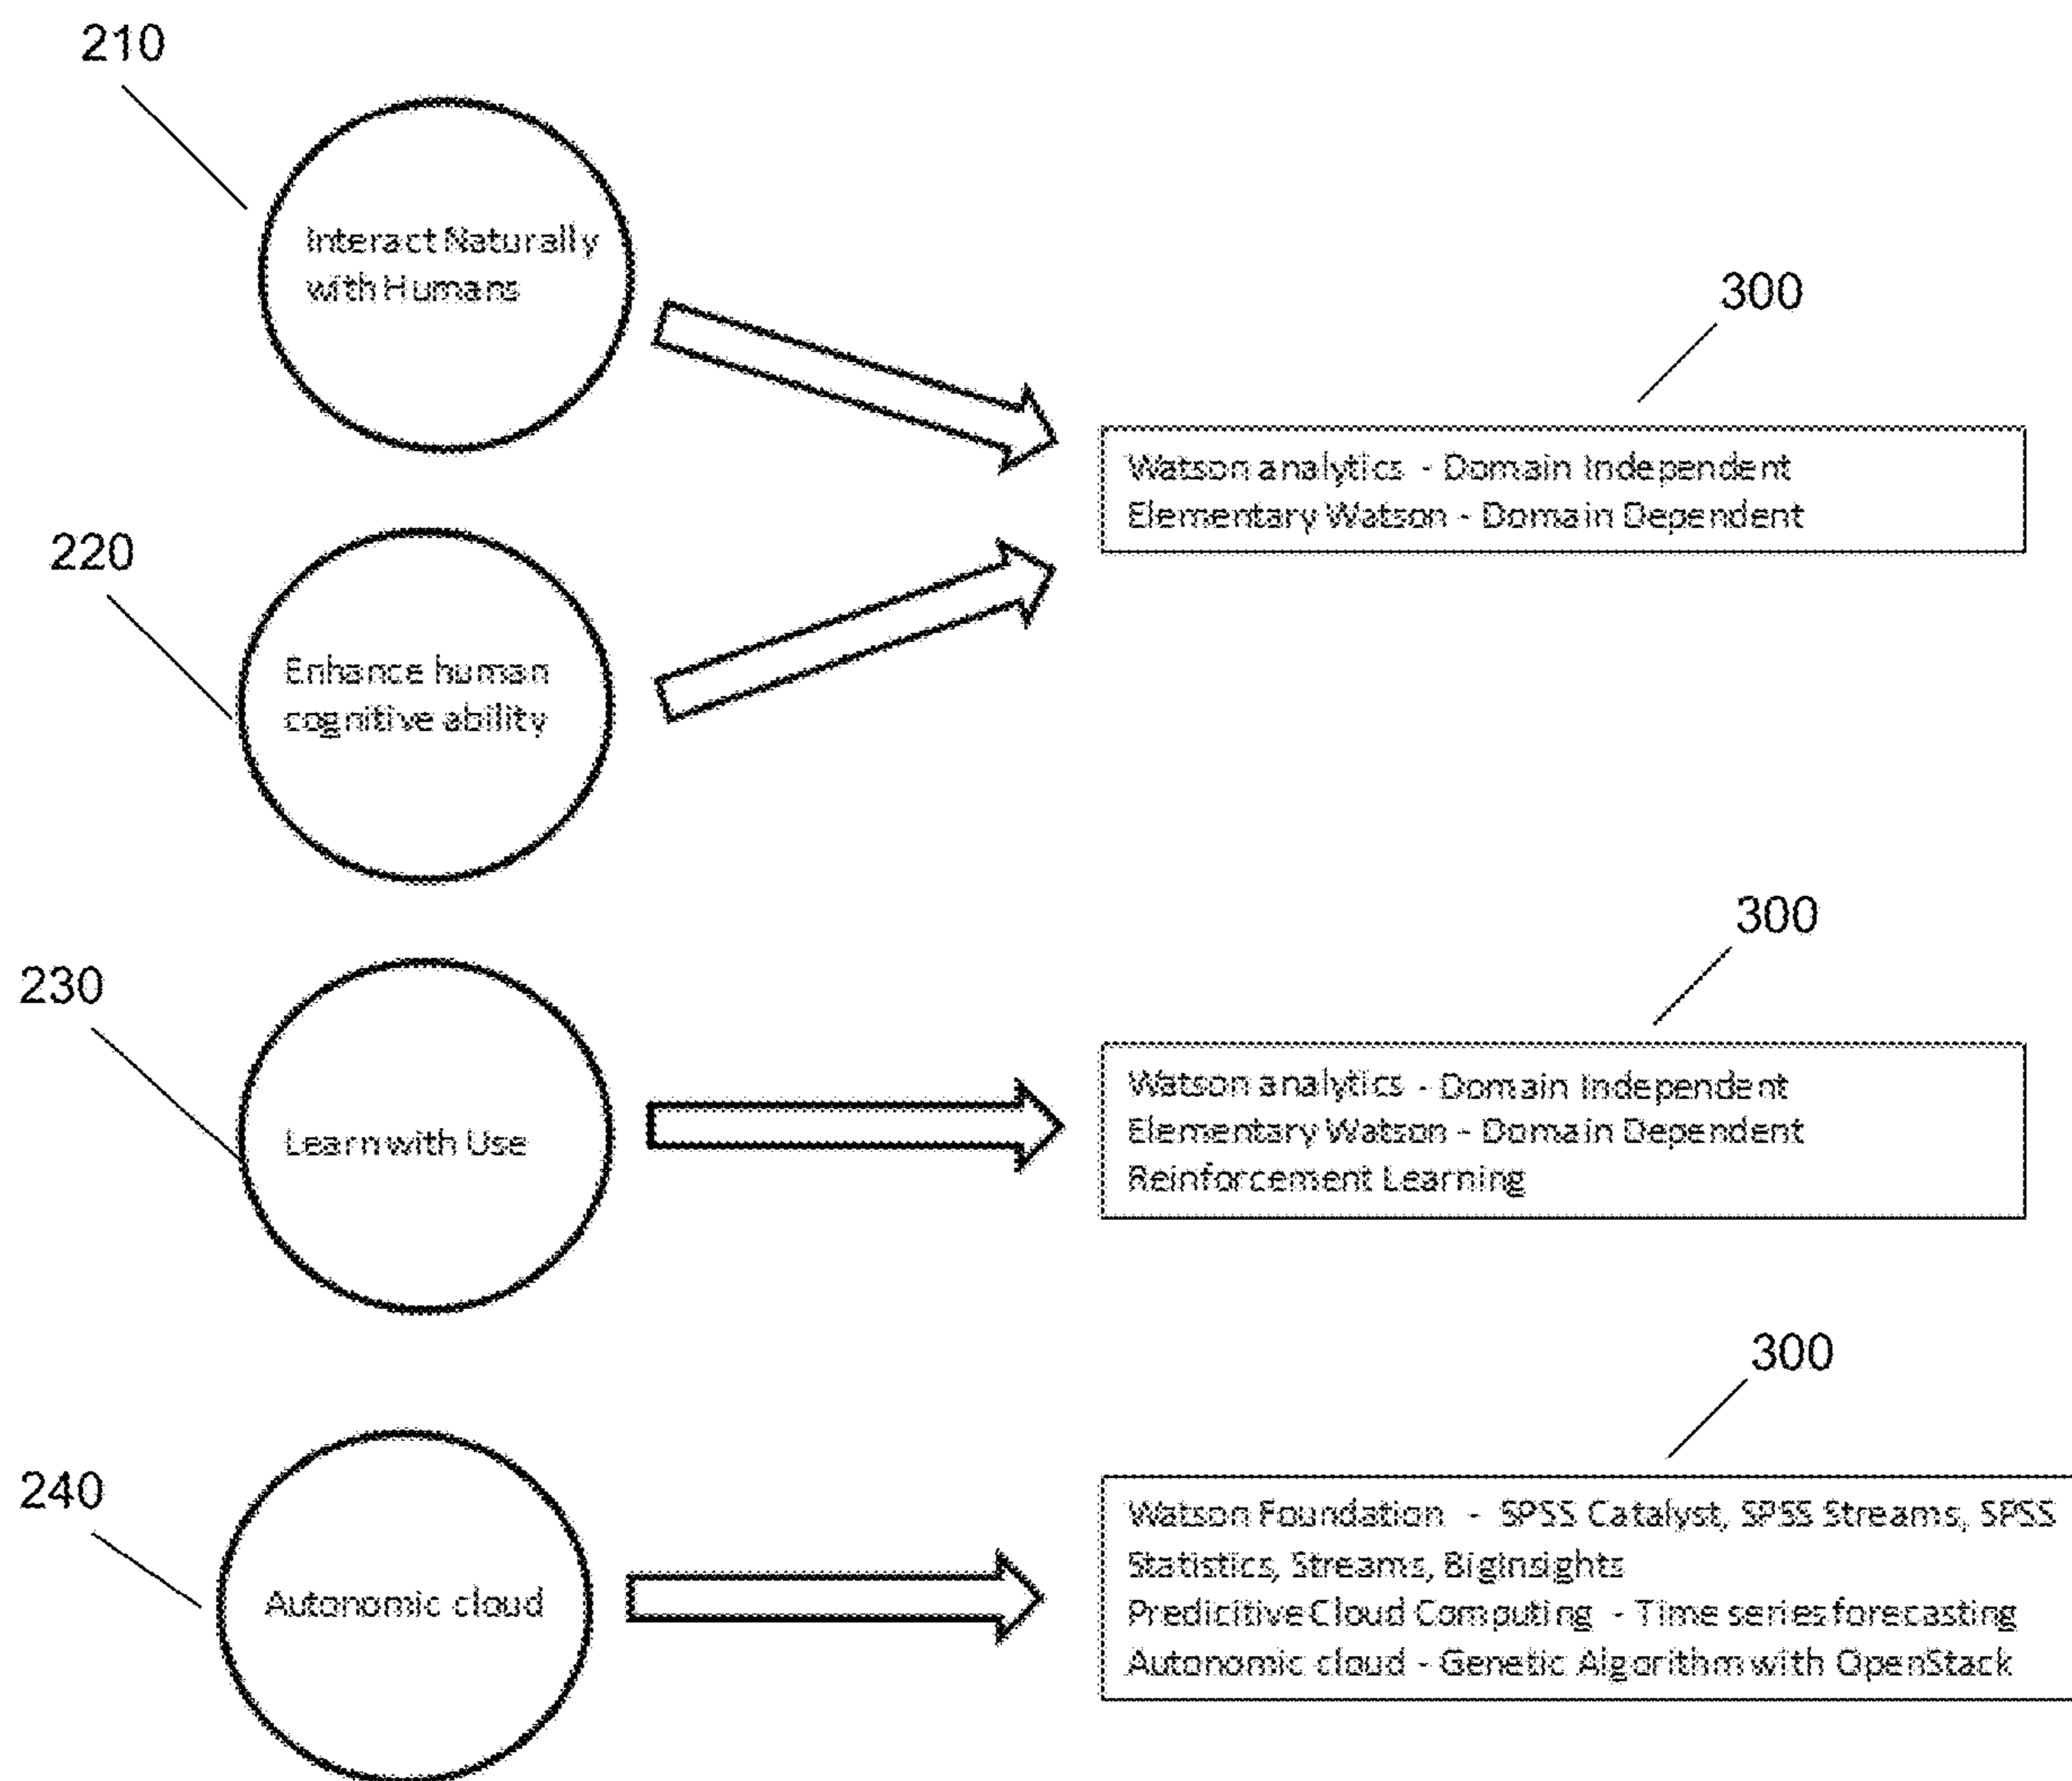 210
Interact Naturally
with Humans
300
Watson analytics - Domain Independent
Elementary Watson - Domain Dependent
220
Enhance human
cognitive ability
300
230
Learn with Use
Watson analytics - Domain Independent
Elementary Watson - Domain Dependent
Reinforcement Learning
300
240
Autonomic cloud
Watson Foundation - SPSS Catalyst, SPSS Streams, SPSS
Statistics, Streams, BigInsights
Predicitive Cloud Computing - Time series forecasting
Autonomic cloud - Genetic Algorithm with OpenStack